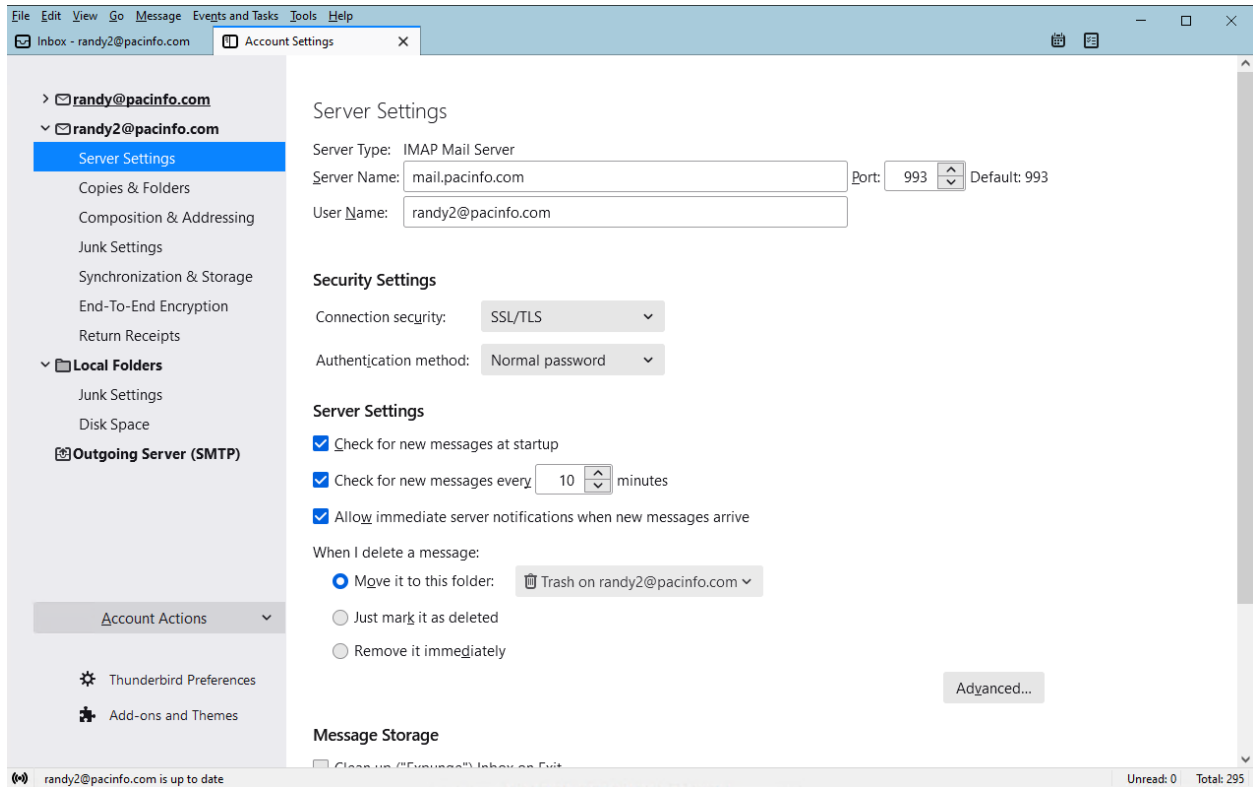 File Edit View Go Message Events and Tasks Tools Help
Inbox - randy2@pacinfo.com
Account Settings
randy@pacinfo.com
randy2@pacinfo.com
Server Settings
Copies & Folders
Composition & Addressing
Junk Settings
Synchronization & Storage
End-To-End Encryption
Return Receipts
Local Folders
Junk Settings
Disk Space
Outgoing Server (SMTP)
Account Actions
Thunderbird Preferences
Add-ons and Themes
Server Settings
Server Type: IMAP Mail Server
Server Name: mail.pacinfo.com Port: 993 Default: 993
User Name: randy2@pacinfo.com
Security Settings
Connection security: SSL/TLS
Authentication method: Normal password
Server Settings
Check for new messages at startup
Check for new messages every 10 minutes
Allow immediate server notifications when new messages arrive
When I delete a message:
Move it to this folder: Trash on randy2@pacinfo.com
Just mark it as deleted
Remove it immediately
Advanced...
Message Storage
Clean up ("Expunge") Inbox on Exit
randy2@pacinfo.com is up to date Unread: 0 Total: 295